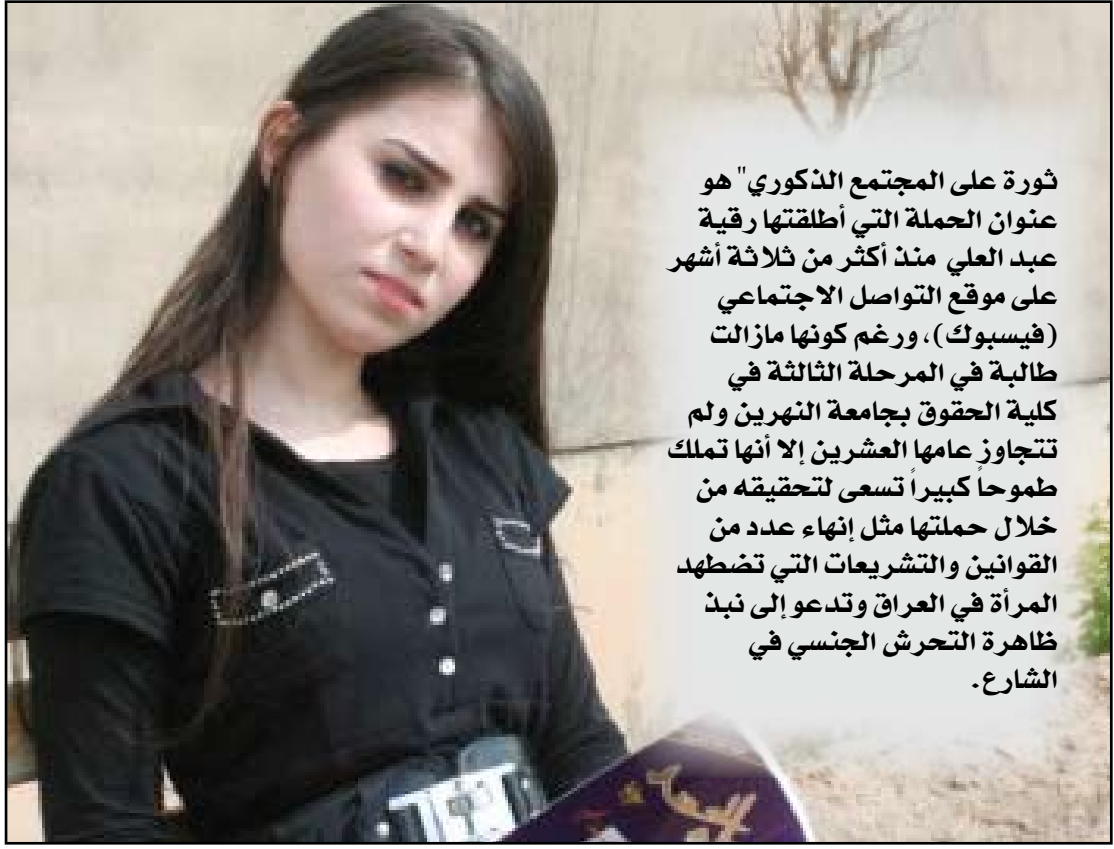 ثورة على المجتمع الذكوري" هو
عنوان الحملة التي أطلقتها رقية
عبد العلي منذ أكثر من ثلاثة أشهر
على موقع التواصل الاجتماعي
(فيسبوك)، ورغم كونها مازالت
طالبة في المرحلة الثالثة في
كلية الحقوق بجامعة النهرين ولم
تتجاوز عامها العشرين إلا أنها تملك
طموحاً كبيراً تسعى لتحقيقه من
خلال حملتها مثل إنهاء عدد من
القوانين والتشريعات التي تضطهد
المرأة في العراق وتدعو إلى نبذ
ظاهرة التحرش الجنسي في
الشارع.